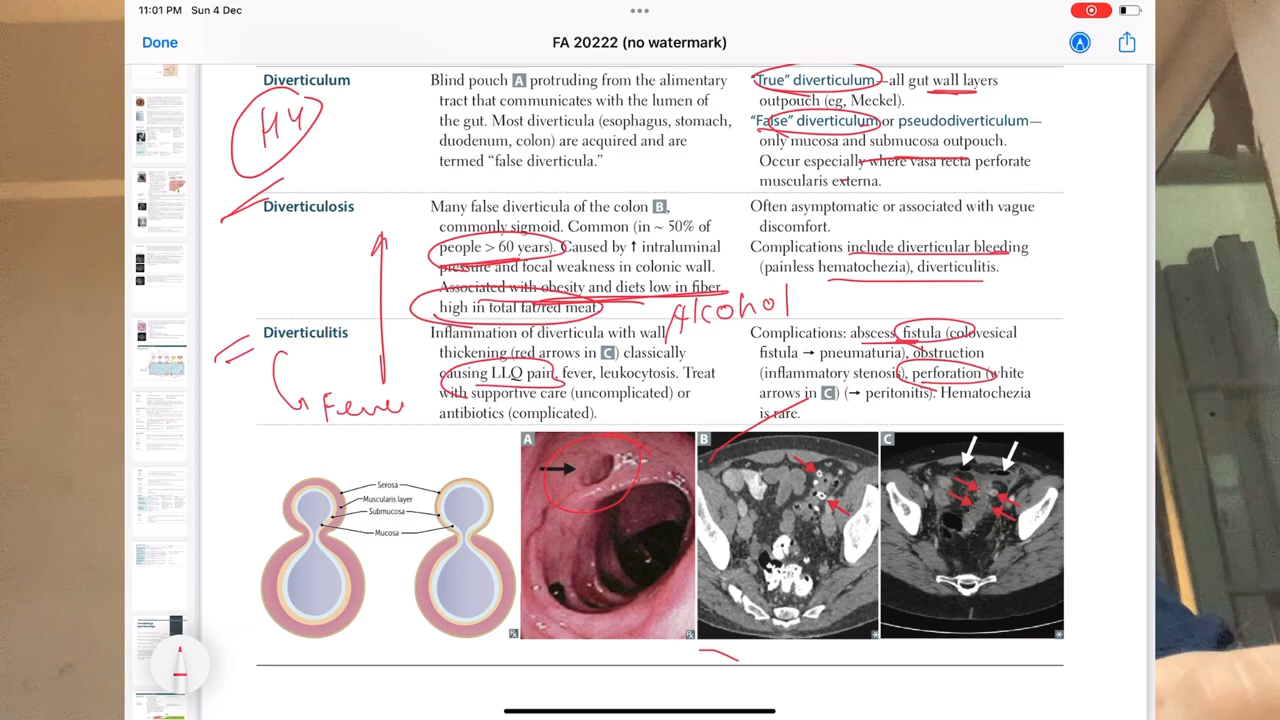 11:01 PM Sun 4 Dec
Done
FA 20222 (no watermark)
Diverticulum
Blind pouch A protruding from the alimentary
tract that communicates with the lumen of
the gut. Most diverticula (esophagus, stomach,
duodenum, colon) are acquired and are
termed “false diverticula.”
“True” diverticulum—all gut wall layers
outpouch (eg, Meckel).
“False” diverticulum or pseudodiverticulum—
only mucosa and submucosa outpouch.
Occur especially where vasa recta perforate
muscularis externa.
HY
Diverticulosis
Many false diverticula of the colon B,
commonly sigmoid. Common (in ~ 50% of
people > 60 years). Caused by ↑ intraluminal
pressure and focal weakness in colonic wall.
Associated with obesity and diets low in fiber,
high in total fat/red meat
Alcohol
Often asymptomatic or associated with vague
discomfort.
Complications include diverticular bleeding
(painless hematochezia), diverticulitis.
Diverticulitis
Inflammation of diverticula with wall
thickening (red arrows in C) classically
causing LLQ pain, fever, leukocytosis. Treat
with supportive care (uncomplicated) or
antibiotics (complicated).
Fever
Complications: abscess, fistula (colovesical
fistula → pneumaturia), obstruction
(inflammatory stenosis), perforation (white
arrows in C) (→ peritonitis). Hematochezia
is rare.
Serosa
Muscularis layer
Submucosa
Mucosa
A
B
C